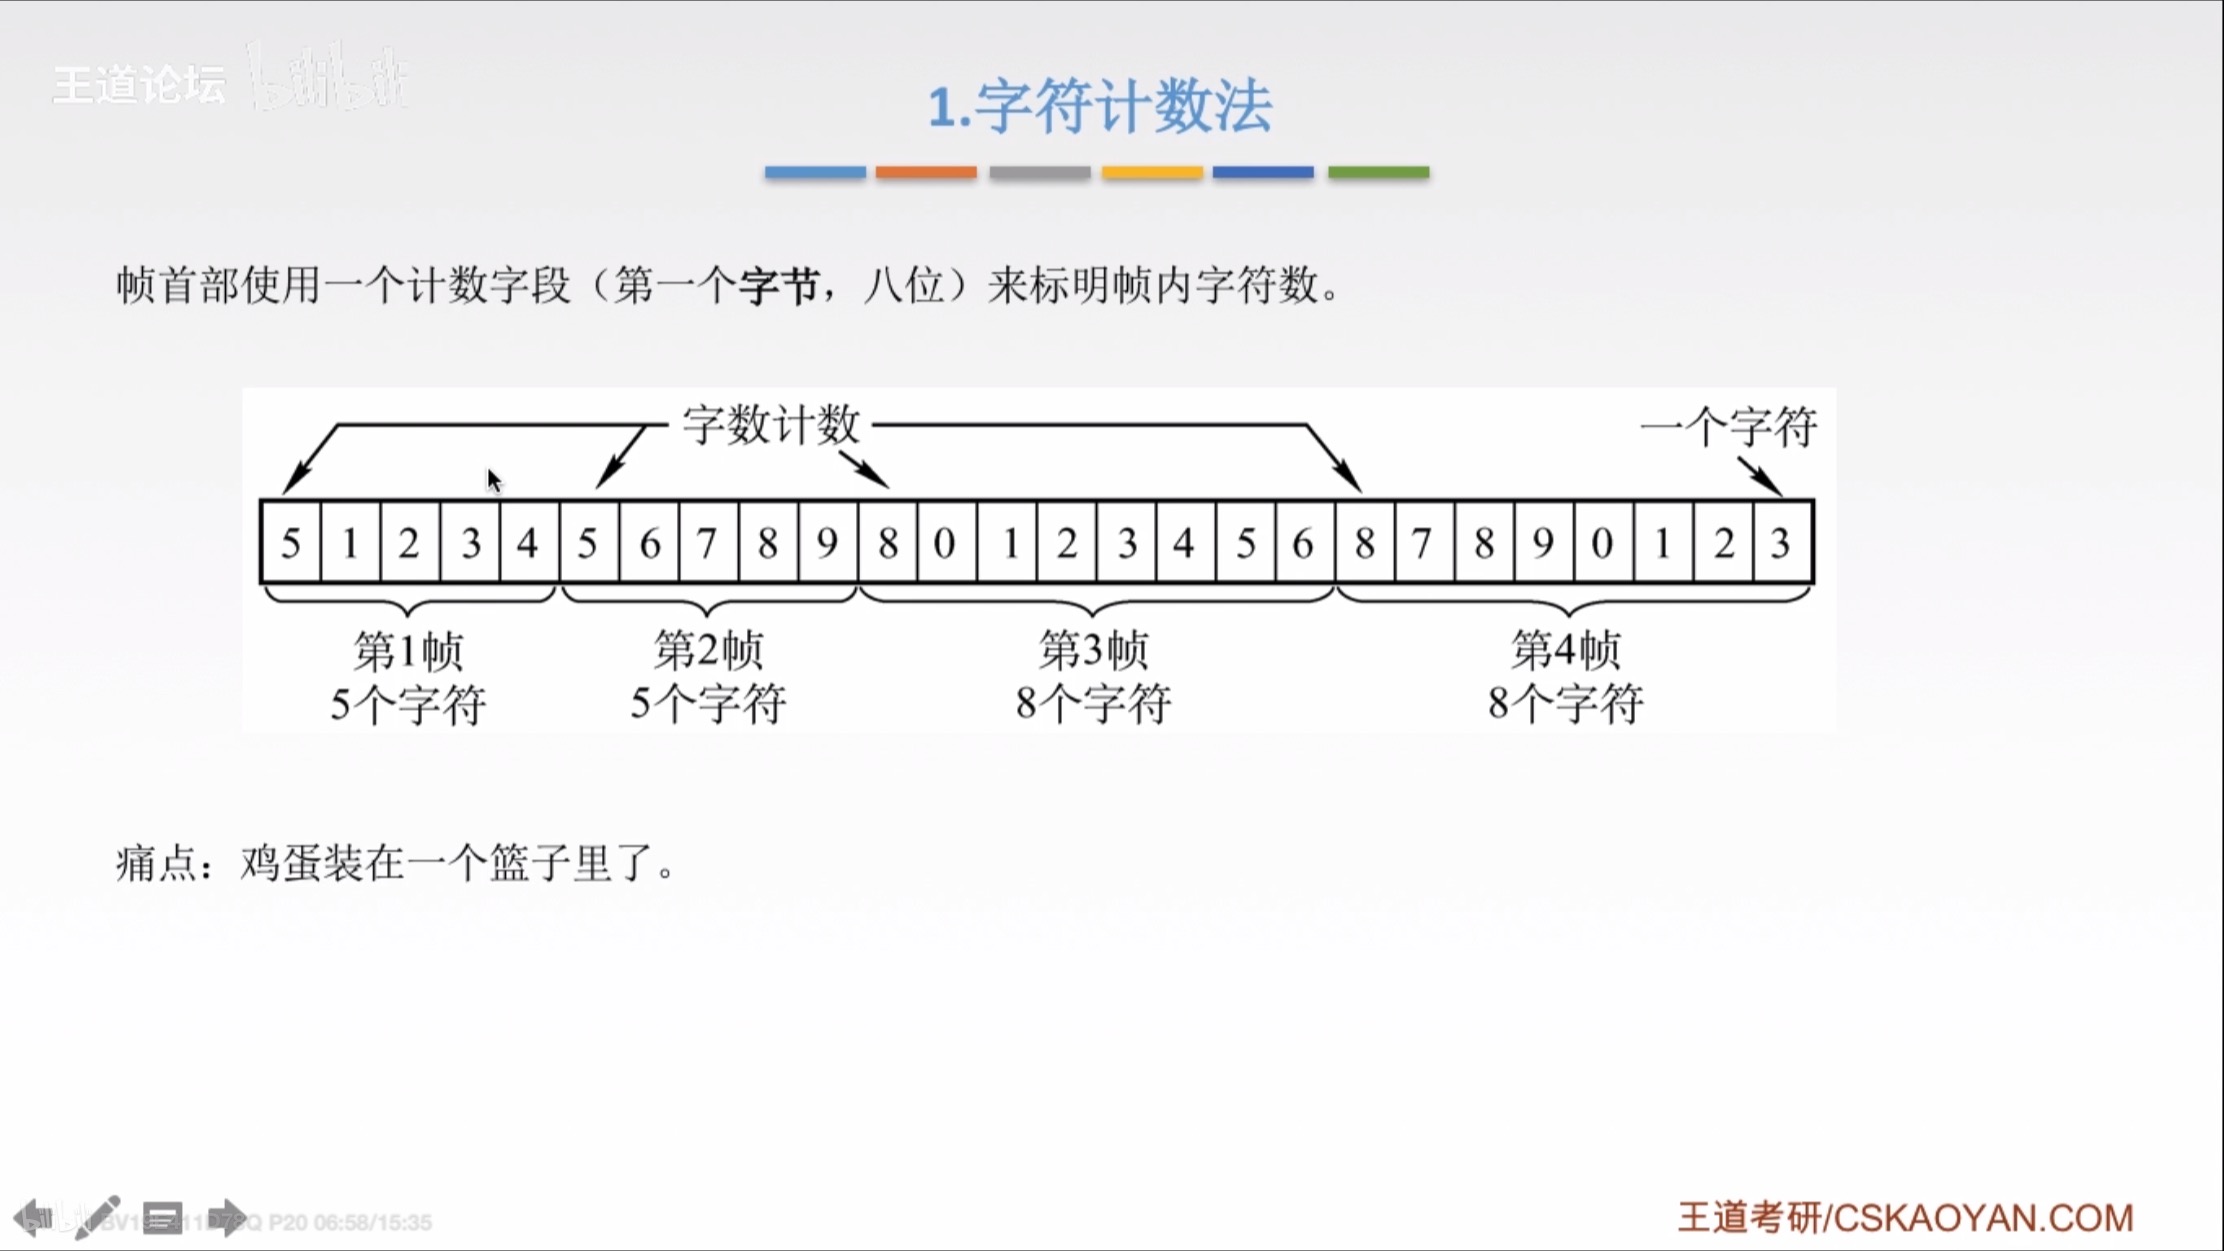 王道论坛 bilibili
1.字符计数法
帧首部使用一个计数字段（第一个字节，八位）来标明帧内字符数。
字数计数
一个字符
5 1 2 3 4 5 6 7 8 9 8 0 1 2 3 4 5 6 8 7 8 9 0 1 2 3
第1帧 第2帧 第3帧 第4帧
5个字符 5个字符 8个字符 8个字符
痛点：鸡蛋装在一个篮子里了。
P20 06:58/15:35
王道考研/CSKAOYAN.COM